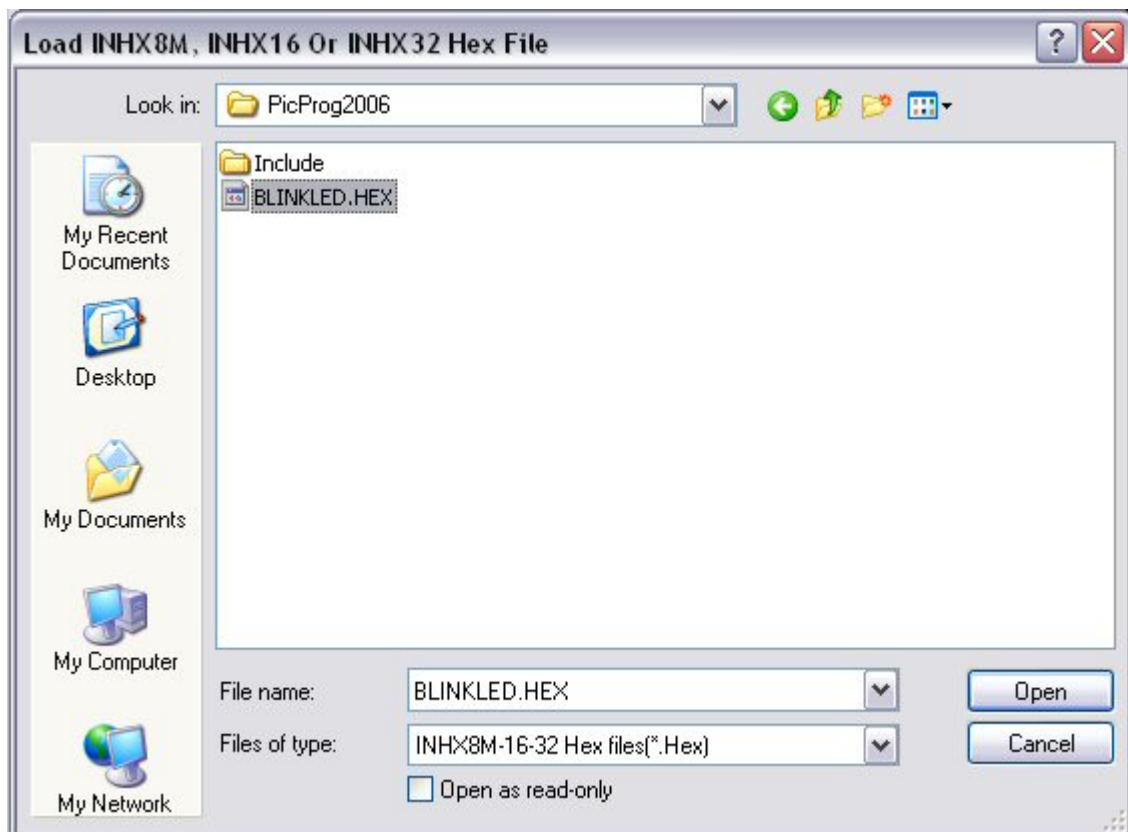 Load INHX8M, INHX16 Or INHX32 Hex File
Look in:
PicProg2006
My Recent
Documents
Desktop
My Documents
My Computer
My Network
Include
BLINKLED.HEX
File name:
BLINKLED.HEX
Open
Files of type:
INHX8M-16-32 Hex files(*.Hex)
Cancel
Open as read-only